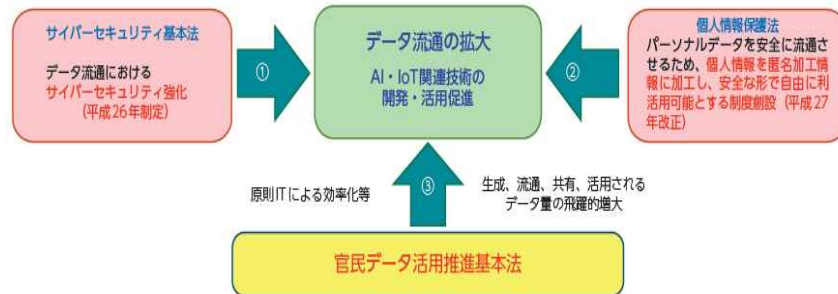 サイバーセキュリティ基本法
データ流通における
サイバーセキュリティ強化
(平成26年制定)
①
データ流通の拡大
AI・IoT関連技術の
開発・活用促進
②
個人情報保護法
パーソナルデータを安全に流通さ
せるため、個人情報を匿名加工情
報に加工し、安全な形で自由に利
活用可能とする制度創設（平成27
年改正）
原則ITによる効率化等
③
生成、流通、共有、活用される
データ量の飛躍的増大
官民データ活用推進基本法